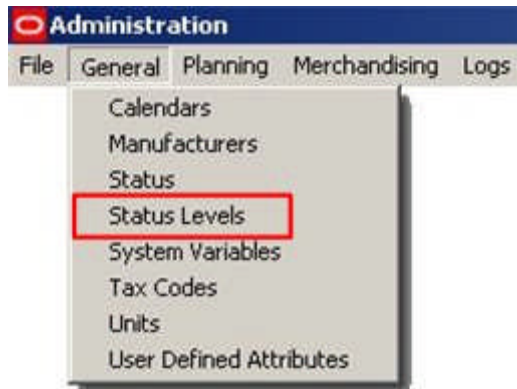 Administration
File General Planning Merchandising Logs
Calendars
Manufacturers
Status
Status Levels
System Variables
Tax Codes
Units
User Defined Attributes